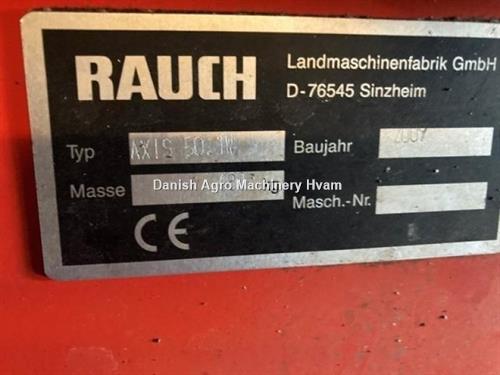 RAUCH
Landmaschinenfabrik GmbH
D-76545 Sinzheim
Typ AXIS 50.1W Baujahr 2007
Masse
Danish Agro Machinery Hvam
Masch.-Nr.
CE